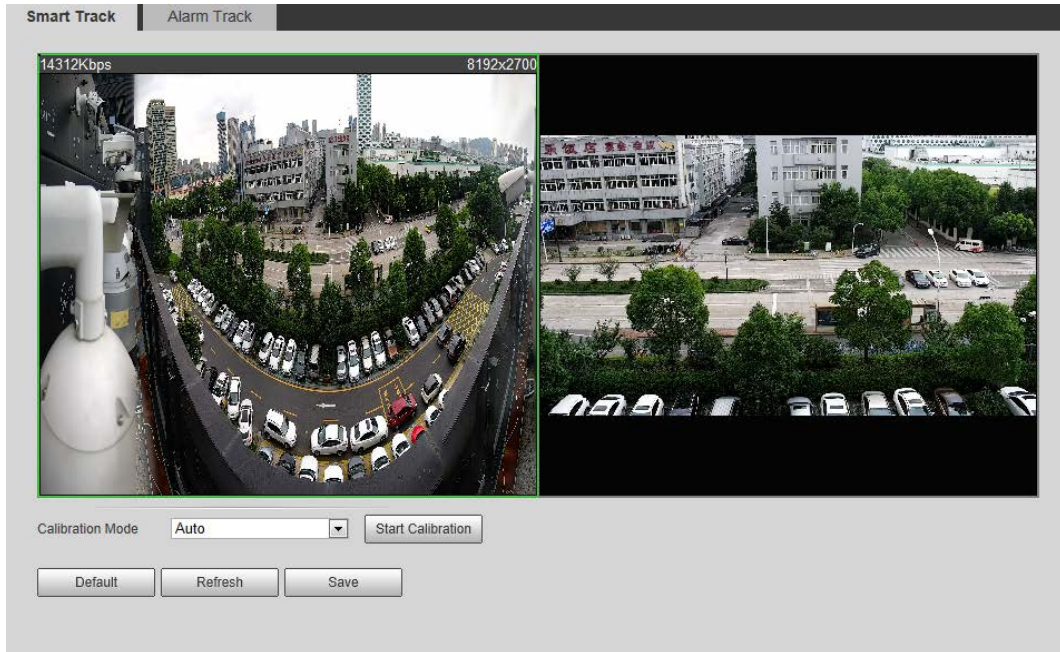 Smart Track Alarm Track
14312Kbps 8192x2700
Calibration Mode Auto Start Calibration
Default Refresh Save